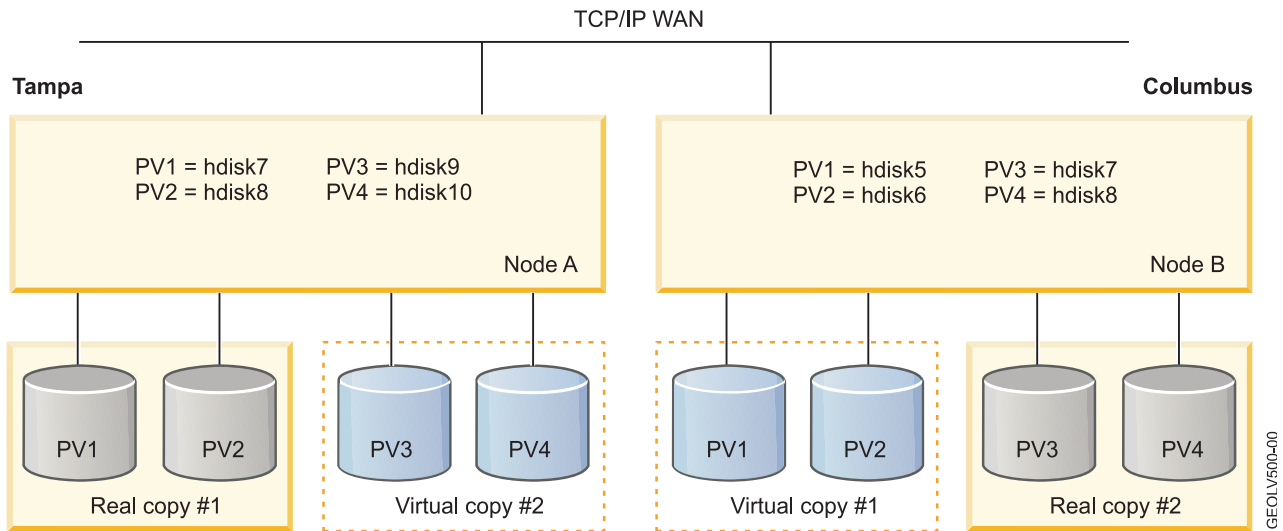 TCP/IP WAN
Tampa
Columbus
PV1 = hdisk7 PV3 = hdisk9
PV2 = hdisk8 PV4 = hdisk10
Node A
PV1 = hdisk5 PV3 = hdisk7
PV2 = hdisk6 PV4 = hdisk8
Node B
PV1 PV2
Real copy #1
PV3 PV4
Virtual copy #2
PV1 PV2
Virtual copy #1
PV3 PV4
Real copy #2
GEOLV500-00